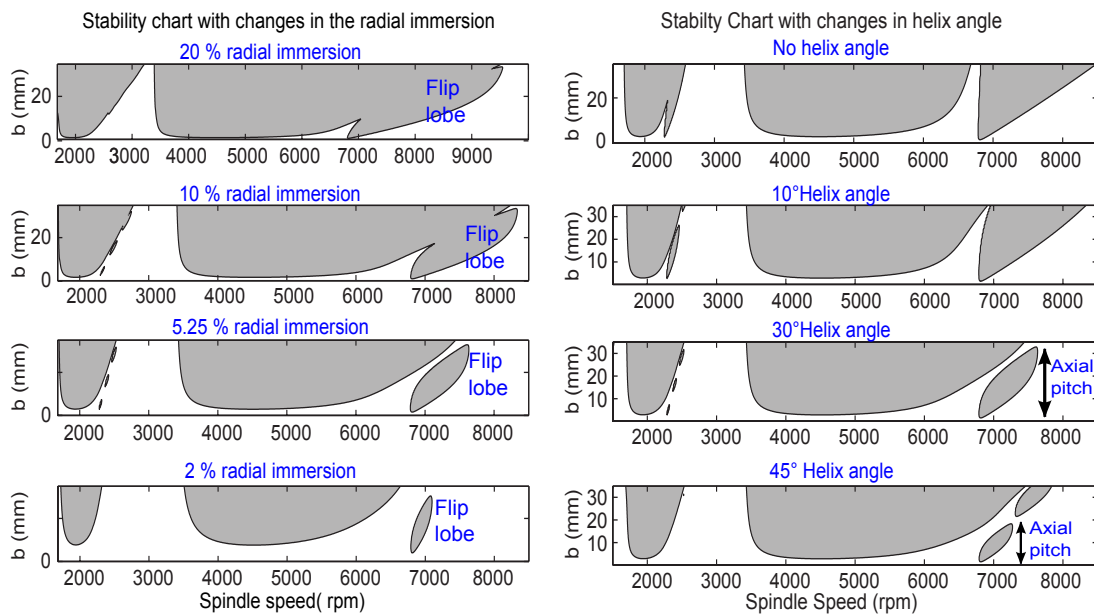 Stability chart with changes in the radial immersion
20 % radial immersion
b (mm)
20
0
Flip
lobe
2000 3000 4000 5000 6000 7000 8000 9000
10 % radial immersion
b (mm)
20
0
Flip
lobe
2000 3000 4000 5000 6000 7000 8000
5.25 % radial immersion
b (mm)
0
Flip
lobe
2000 3000 4000 5000 6000 7000 8000
2 % radial immersion
b (mm)
0
Flip
lobe
2000 3000 4000 5000 6000 7000 8000
Spindle speed( rpm)
Stabilty Chart with changes in helix angle
No helix angle
b (mm)
20
0
2000 3000 4000 5000 6000 7000 8000
10°Helix angle
b (mm)
30
20
10
2000 3000 4000 5000 6000 7000 8000
30°Helix angle
b (mm)
30
20
10
Axial
pitch
2000 3000 4000 5000 6000 7000 8000
45° Helix angle
b (mm)
30
20
10
Axial
pitch
2000 3000 4000 5000 6000 7000 8000
Spindle Speed (rpm)